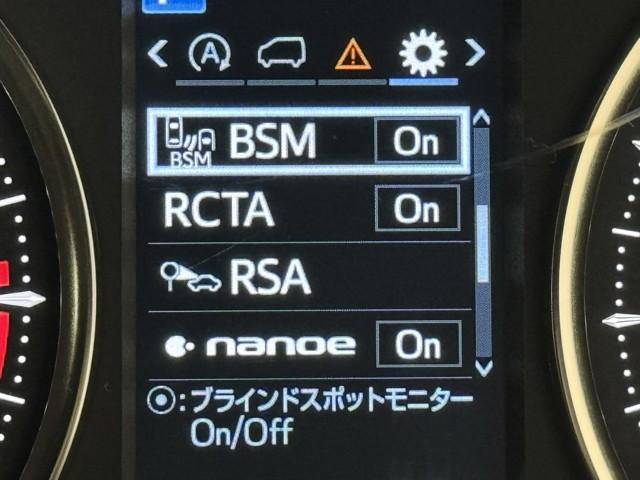 A
BSM
BSM On
RCTA On
RSA
nanoe On
⦿:ブラインドスポットモニター
On/Off